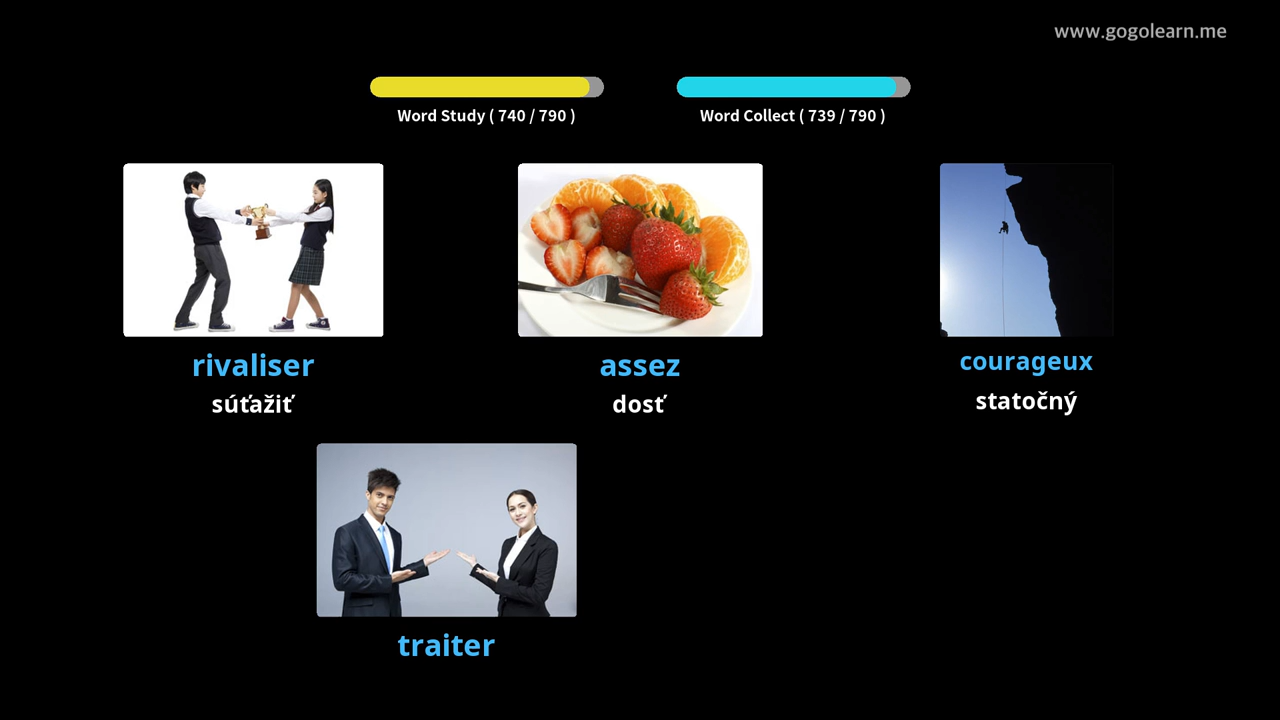 www.gogolearn.me
Word Study ( 740 / 790 )
Word Collect ( 739 / 790 )
rivaliser
súťažiť
assez
dosť
courageux
statočný
traiter